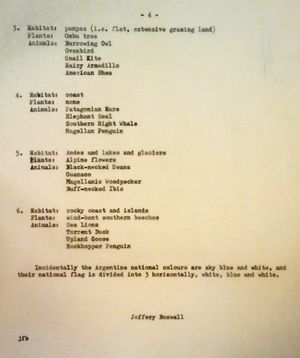 - 4 -
3. Habitat: pampas (i.e. flat, extensive grazing land)
Plants: Ombu tree
Animals: Burrowing Owl
Ovenbird
Snail Kite
Hairy Armadillo
American Rhea
4. Habitat: coast
Plants: none
Animals: Patagonian Mara
Elephant Seal
Southern Right Whale
Magellan Penguin
5. Habitat: Andes and lakes and glaciers
Plants: Alpine flowers
Animals: Black-necked Swans
Guanaco
Magellanic Woodpecker
Buff-necked Ibis
6. Habitat: rocky coast and islands
Plants: wind-bent southern beeches
Animals: Sea Lions
Torrent Duck
Upland Goose
Rockhopper Penguin
Incidentally the Argentine national colours are sky blue and white, and
their national flag is divided into 3 horizontally, white, blue and white.
Jeffery Boswall
jfb